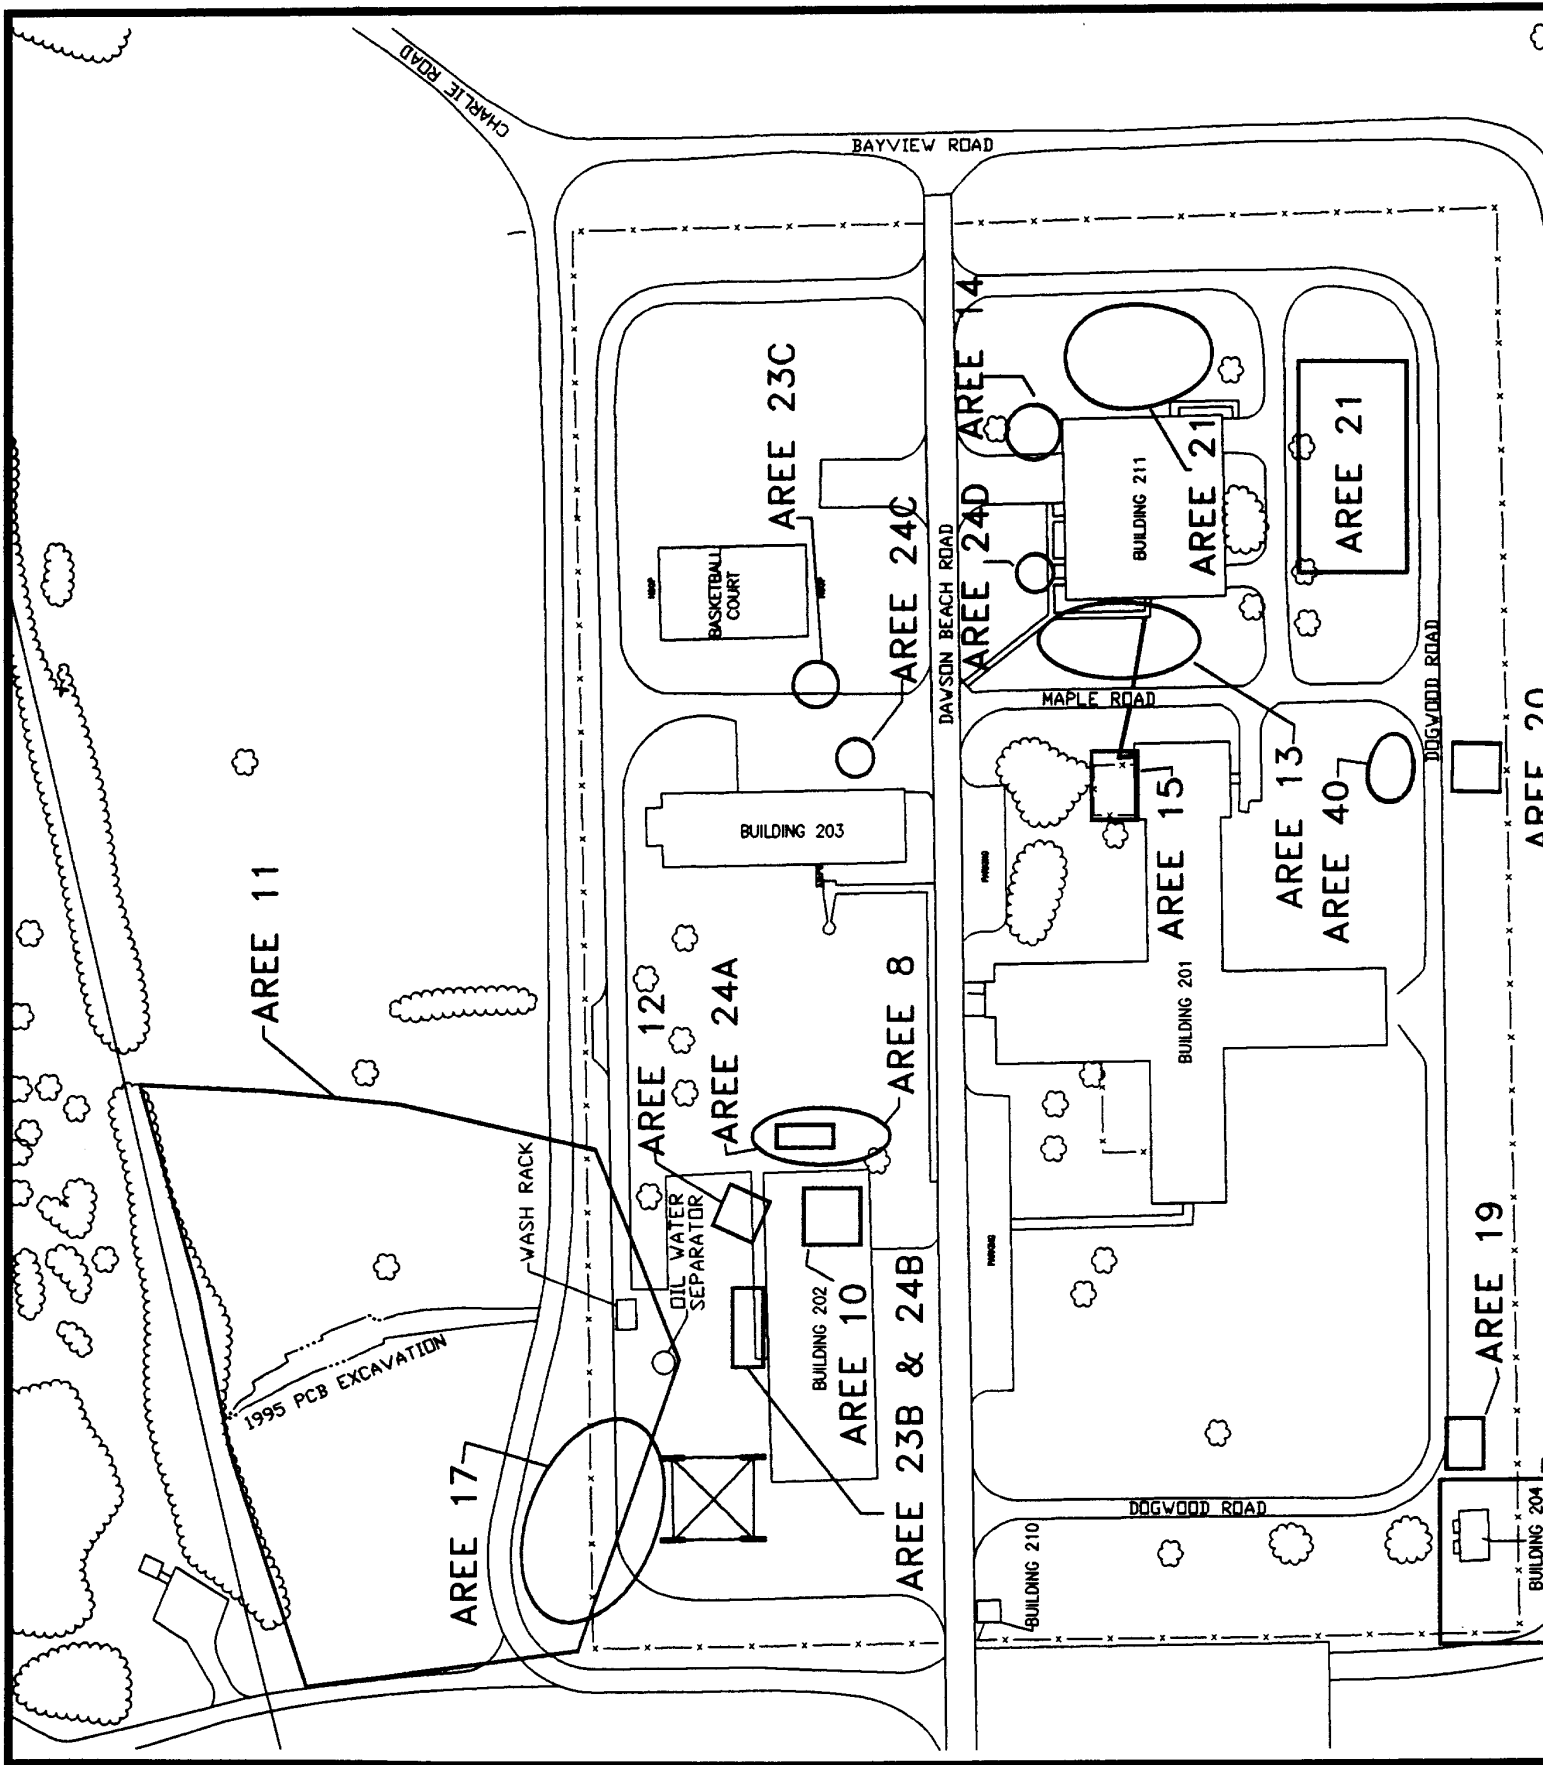 CHARLIE ROAD
BAYVIEW ROAD
AREE 14
AREE 23C
AREE 21
BUILDING 211
AREE 21
AREE 24C
AREE 24D
DAWSON BEACH ROAD
HOOP
BASKETBALL
COURT
HOOP
MAPLE ROAD
DOGWOOD ROAD
AREE 20
BUILDING 203
AREE 15
AREE 13
AREE 40
PARKING
AREE 11
AREE 12
AREE 24A
AREE 8
BUILDING 201
WASH RACK
OIL WATER
SEPARATOR
BUILDING 202
AREE 10
AREE 23B & 24B
PARKING
AREE 19
1995 PCB EXCAVATION
AREE 17
DOGWOOD ROAD
BUILDING 210
BUILDING 204